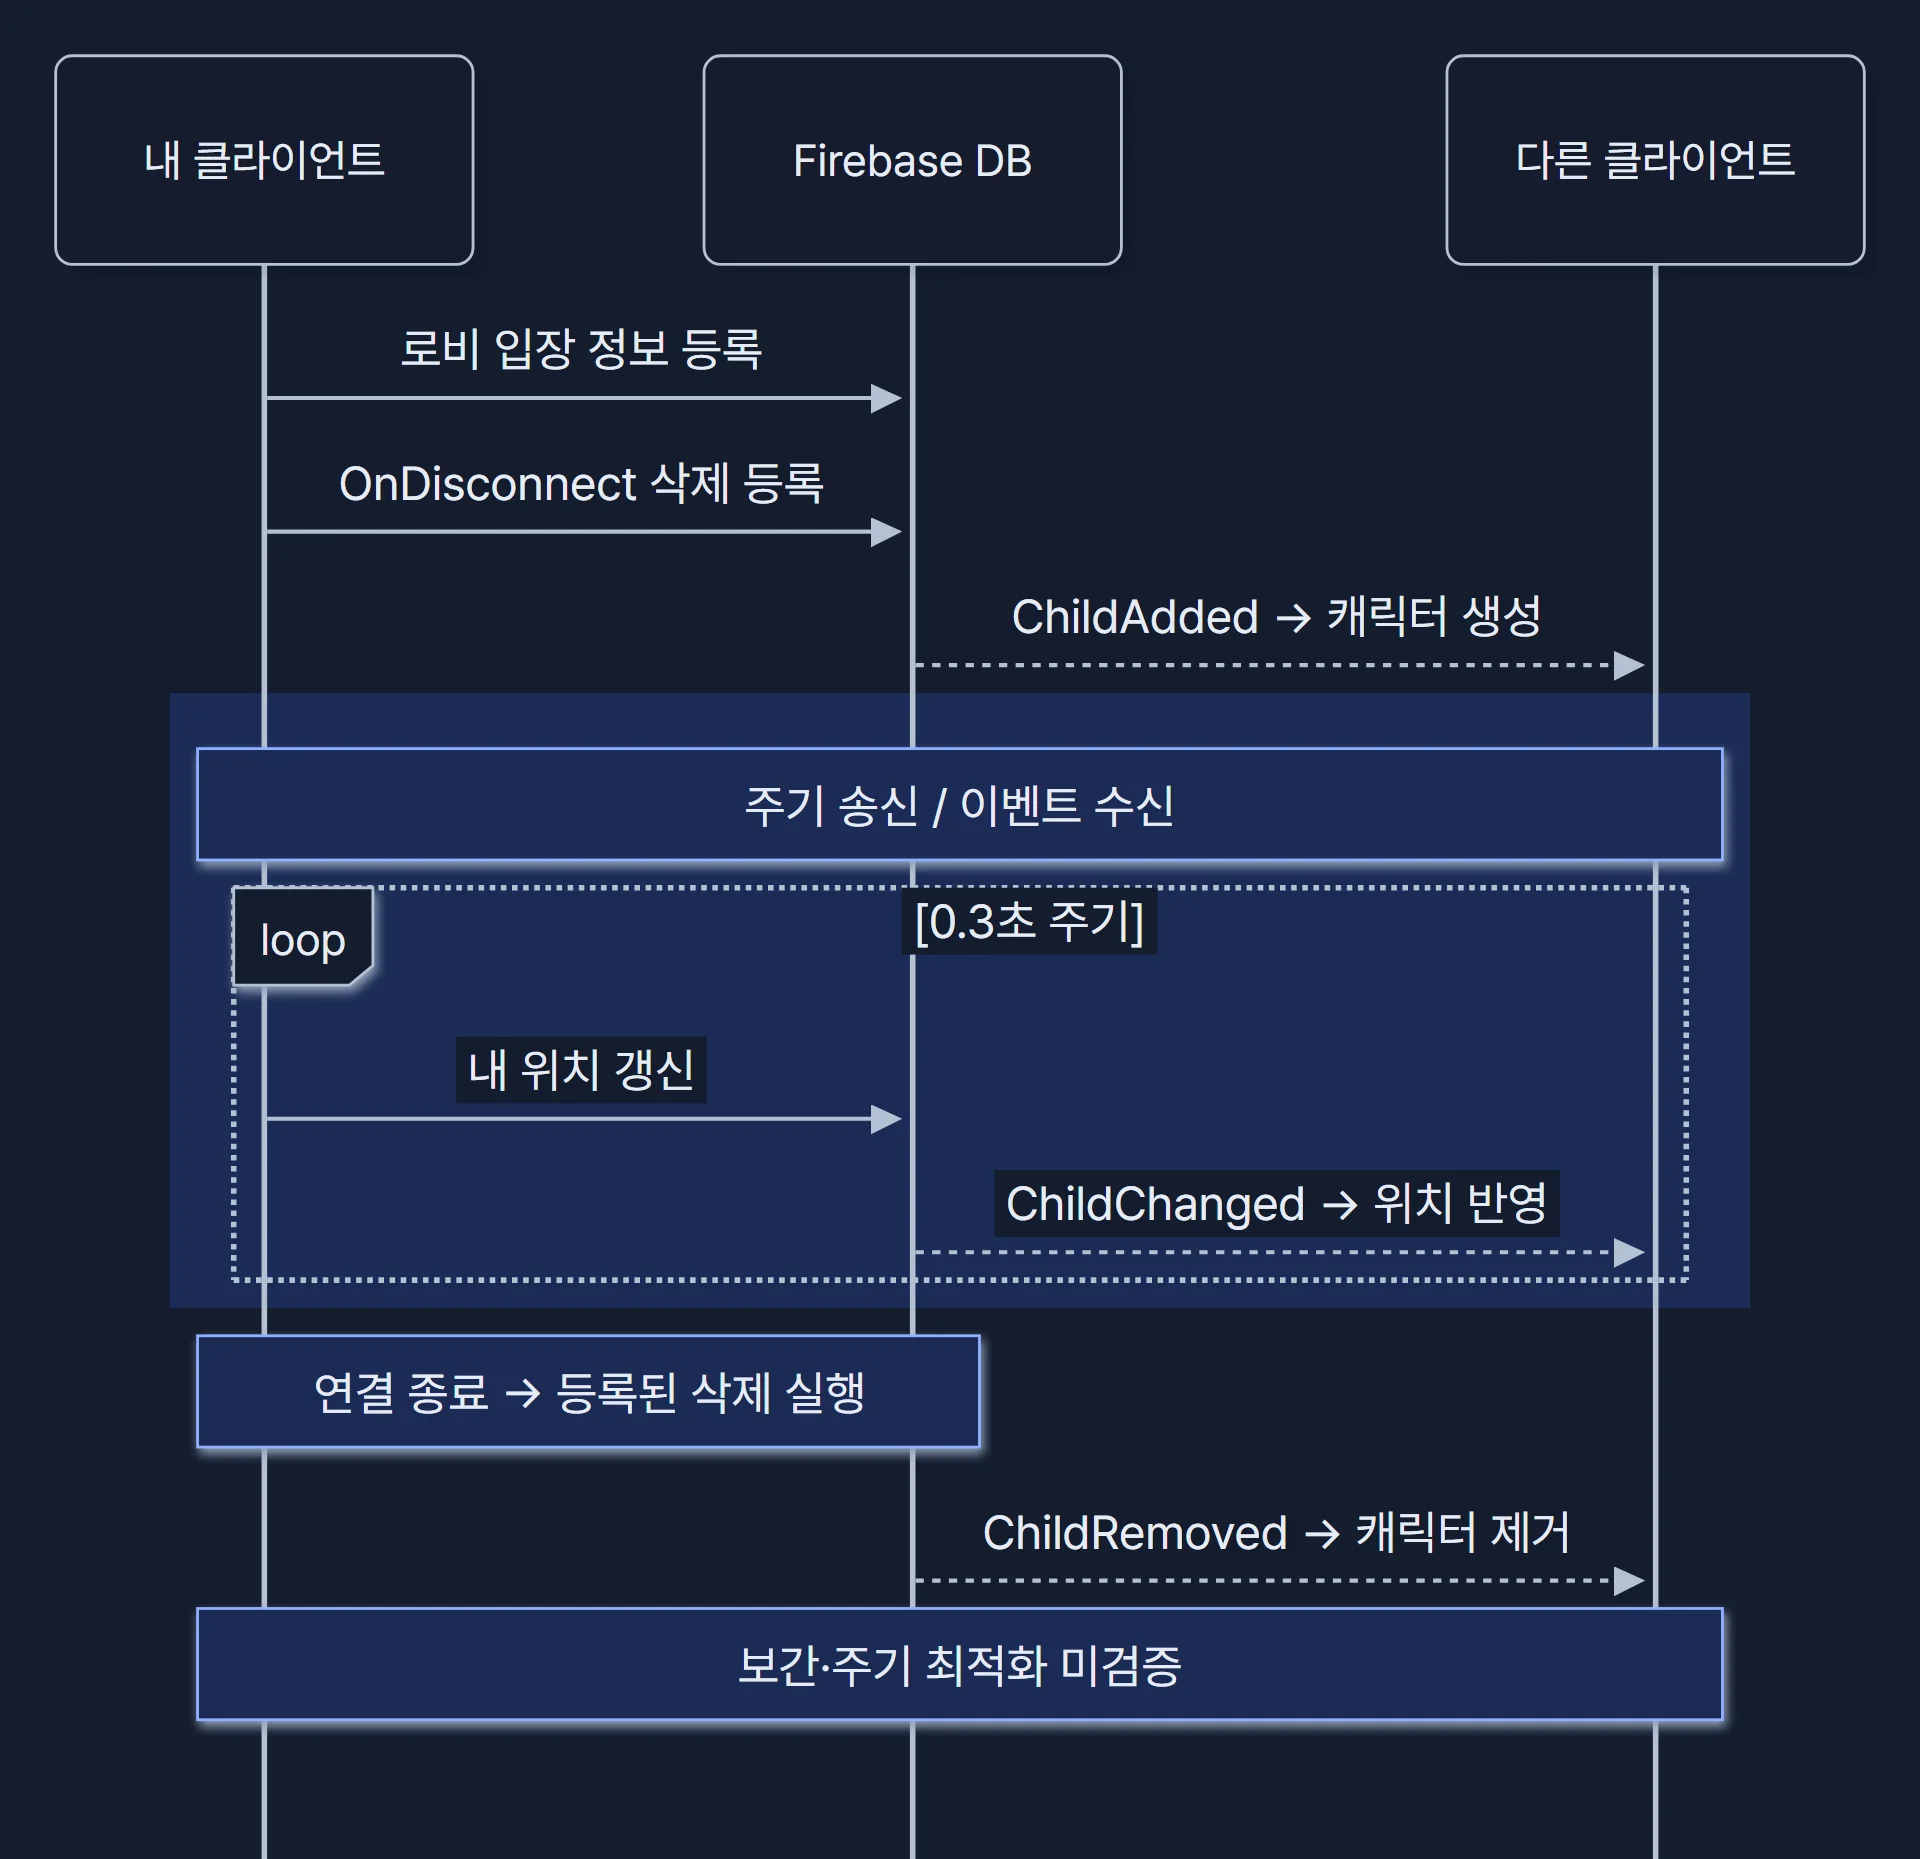 내 클라이언트
Firebase DB
다른 클라이언트
로비 입장 정보 등록
OnDisconnect 삭제 등록
ChildAdded → 캐릭터 생성
주기 송신 / 이벤트 수신
loop
[0.3초 주기]
내 위치 갱신
ChildChanged → 위치 반영
연결 종료 → 등록된 삭제 실행
ChildRemoved → 캐릭터 제거
보간·주기 최적화 미검증